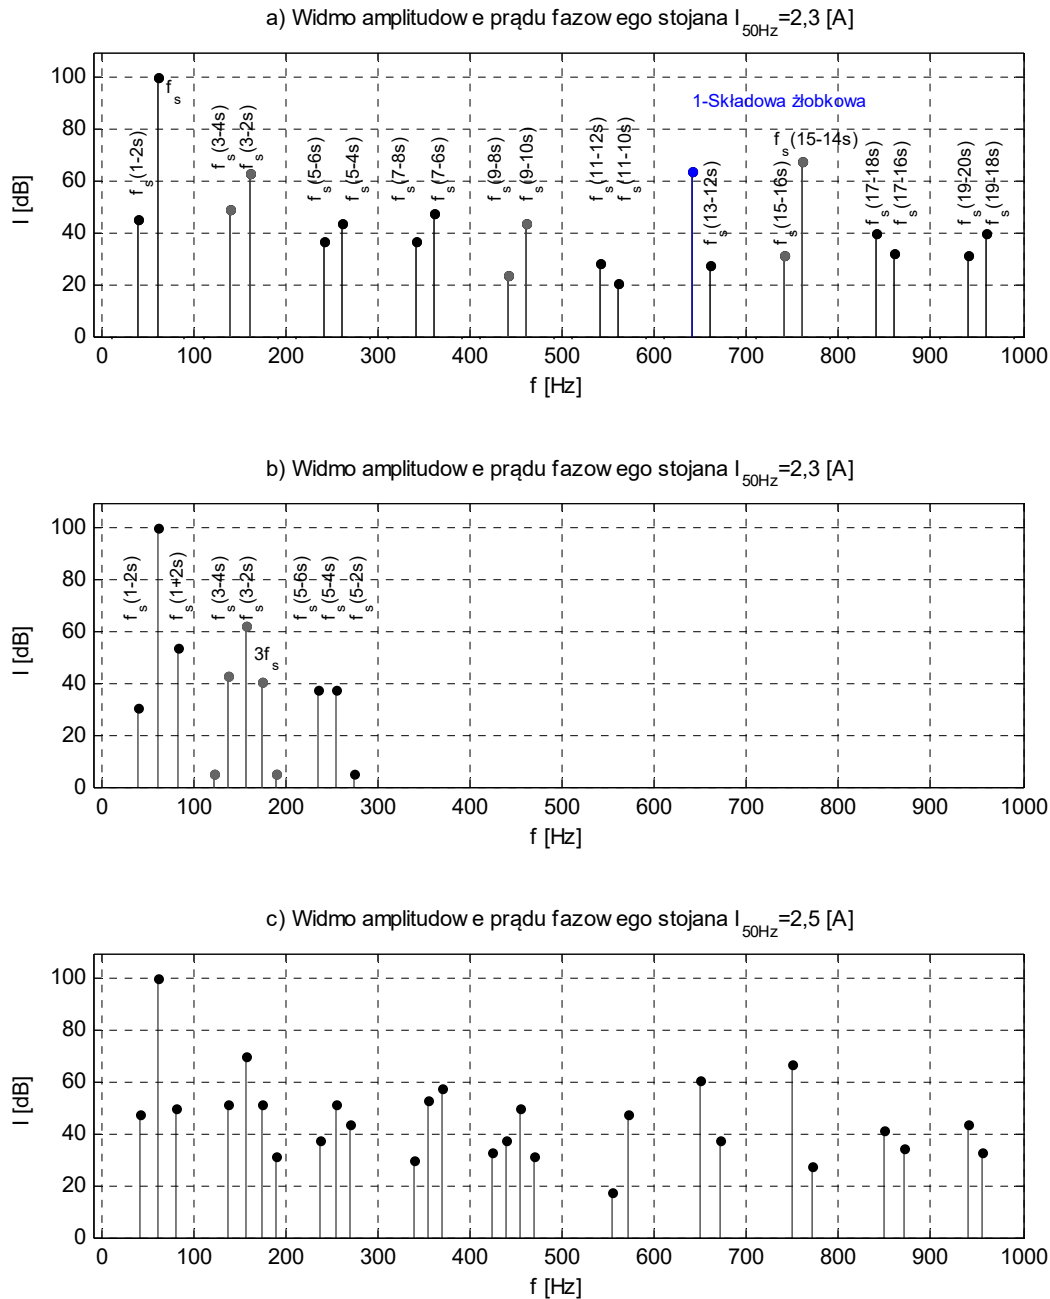 a) Widmo amplitudowe prądu fazowego stojana I50Hz=2,3 [A]
1-Składowa żłobkowa
fs
fs(1-2s)
fs(3-4s)
fs(3-2s)
fs(5-6s)
fs(5-4s)
fs(7-8s)
fs(7-6s)
fs(9-8s)
fs(9-10s)
fs(11-12s)
fs(11-10s)
fs(13-12s)
fs(15-16s)
fs(15-14s)
fs(17-18s)
fs(17-16s)
fs(19-20s)
fs(19-18s)
I [dB]
100
80
60
40
20
0
0 100 200 300 400 500 600 700 800 900 1000
f [Hz]
b) Widmo amplitudowe prądu fazowego stojana I50Hz=2,3 [A]
fs(1-2s)
fs(1+2s)
fs(3-4s)
fs(3-2s)
3fs
fs(5-6s)
fs(5-4s)
fs(5-2s)
I [dB]
100
80
60
40
20
0
0 100 200 300 400 500 600 700 800 900 1000
f [Hz]
c) Widmo amplitudowe prądu fazowego stojana I50Hz=2,5 [A]
I [dB]
100
80
60
40
20
0
0 100 200 300 400 500 600 700 800 900 1000
f [Hz]